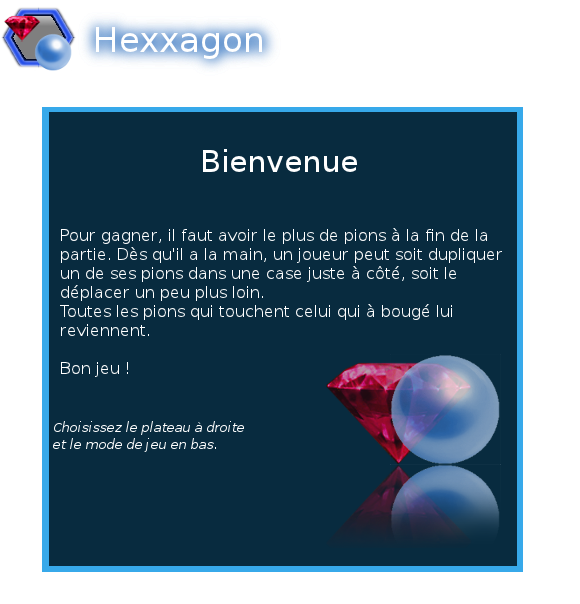 Hexxagon
Bienvenue
Pour gagner, il faut avoir le plus de pions à la fin de la
partie. Dès qu'il a la main, un joueur peut soit dupliquer
un de ses pions dans une case juste à côté, soit le
déplacer un peu plus loin.
Toutes les pions qui touchent celui qui à bougé lui
reviennent.
Bon jeu !
Choisissez le plateau à droite
et le mode de jeu en bas.